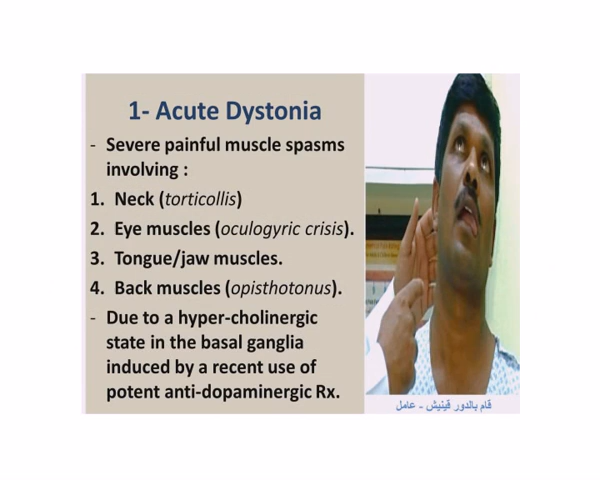 1- Acute Dystonia
- Severe painful muscle spasms
involving :
1. Neck (torticollis)
2. Eye muscles (oculogyric crisis).
3. Tongue/jaw muscles.
4. Back muscles (opisthotonus).
- Due to a hyper-cholinergic
state in the basal ganglia
induced by a recent use of
potent anti-dopaminergic Rx.
قام بالدور قينيش - عامل